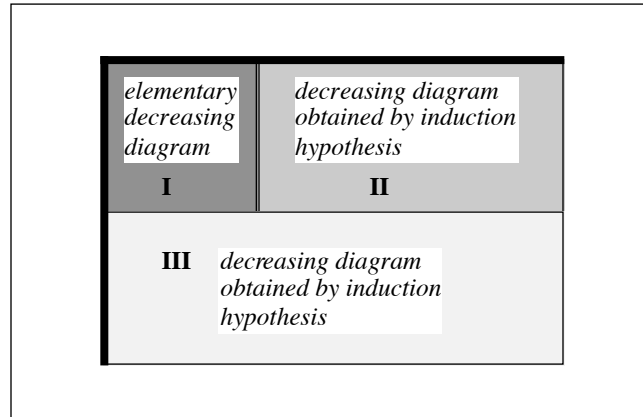 elementary
decreasing
diagram
I
decreasing diagram
obtained by induction
hypothesis
II
III decreasing diagram
obtained by induction
hypothesis